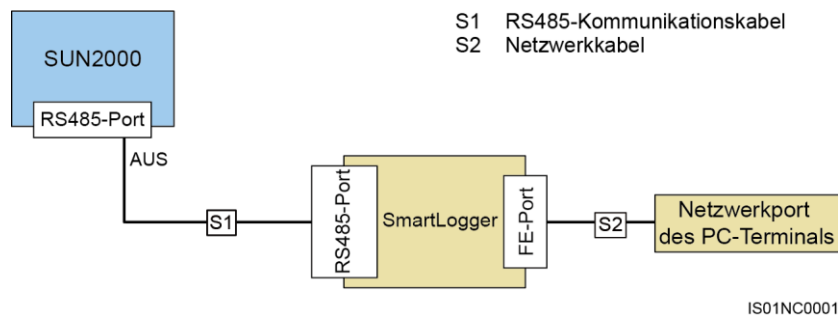 S1 RS485-Kommunikationskabel
S2 Netzwerkkabel
SUN2000
RS485-Port
AUS
S1
RS485-Port
SmartLogger
FE-Port
S2
Netzwerkport
des PC-Terminals
IS01NC0001